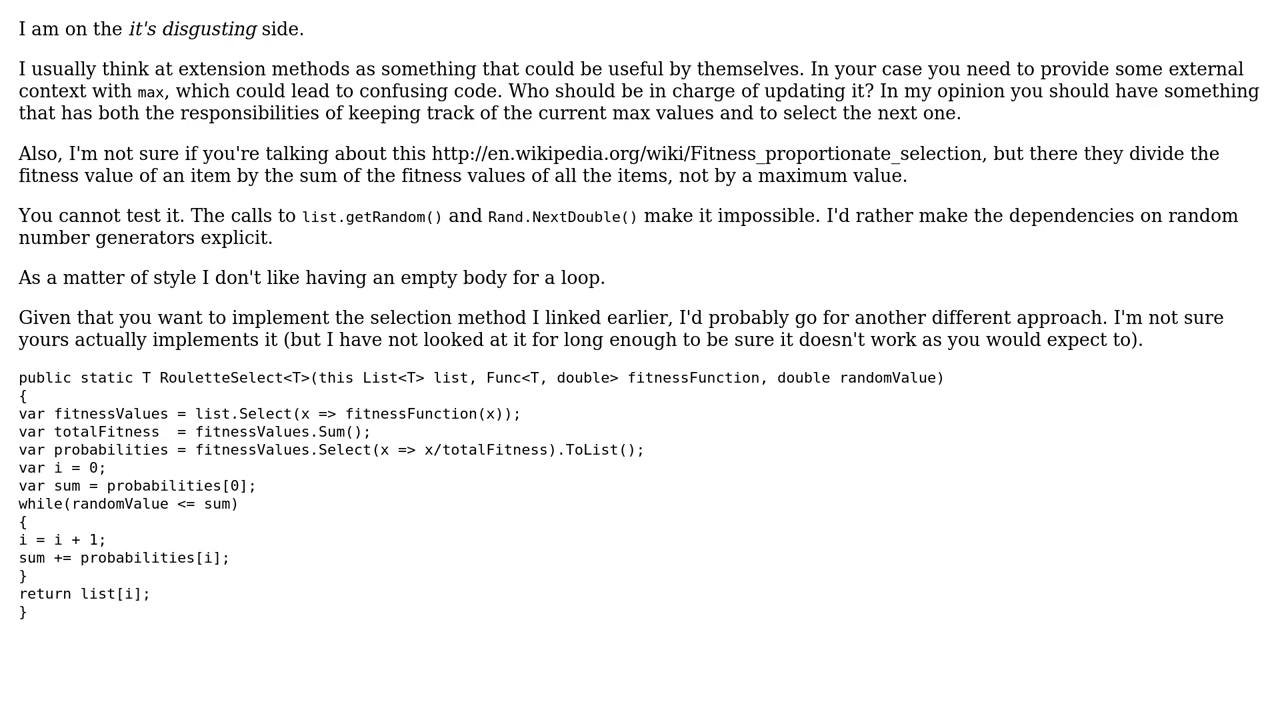 I am on the it's disgusting side.
I usually think at extension methods as something that could be useful by themselves. In your case you need to provide some external
context with max, which could lead to confusing code. Who should be in charge of updating it? In my opinion you should have something
that has both the responsibilities of keeping track of the current max values and to select the next one.
Also, I'm not sure if you're talking about this http://en.wikipedia.org/wiki/Fitness_proportionate_selection, but there they divide the
fitness value of an item by the sum of the fitness values of all the items, not by a maximum value.
You cannot test it. The calls to list.getRandom() and Rand.NextDouble() make it impossible. I'd rather make the dependencies on random
number generators explicit.
As a matter of style I don't like having an empty body for a loop.
Given that you want to implement the selection method I linked earlier, I'd probably go for another different approach. I'm not sure
yours actually implements it (but I have not looked at it for long enough to be sure it doesn't work as you would expect to).
public static T RouletteSelect<T>(this List<T> list, Func<T, double> fitnessFunction, double randomValue)
{
var fitnessValues = list.Select(x => fitnessFunction(x));
var totalFitness  = fitnessValues.Sum();
var probabilities = fitnessValues.Select(x => x/totalFitness).ToList();
var i = 0;
var sum = probabilities[0];
while(randomValue <= sum)
{
i = i + 1;
sum += probabilities[i];
}
return list[i];
}